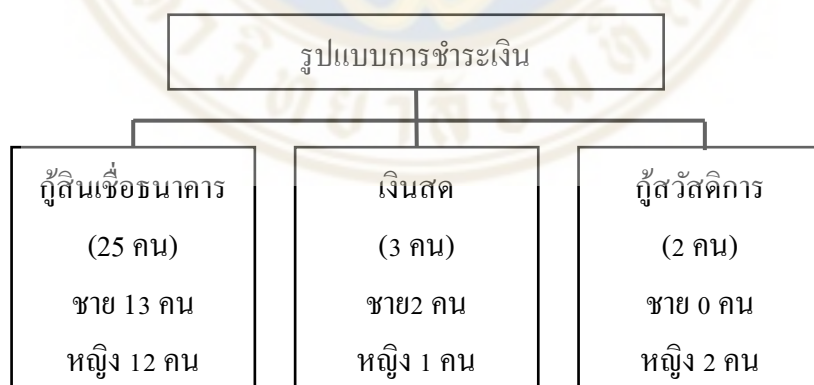 รูปแบบการชำระเงิน
กู้สินเชื่อธนาคาร
(25 คน)
ชาย 13 คน
หญิง 12 คน
เงินสด
(3 คน)
ชาย2 คน
หญิง 1 คน
กู้สวัสดิการ
(2 คน)
ชาย 0 คน
หญิง 2 คน